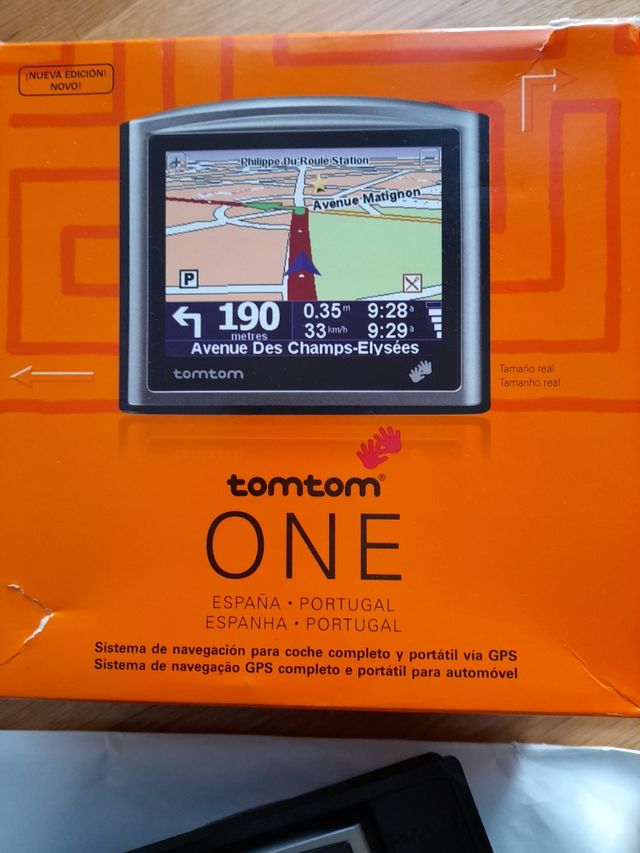 ¡NUEVA EDICIÓN!
NOVO!
Philippe Du Roule Station
Avenue Matignon
P
190
metres
0.35m 9:28a
33km/h 9:29a
Avenue Des Champs-Elysées
tomtom
Tamaño real
Tamanho real
tomtom®
ONE
ESPAÑA • PORTUGAL
ESPANHA • PORTUGAL
Sistema de navegación para coche completo y portátil vía GPS
Sistema de navegação GPS completo e portátil para automóvel